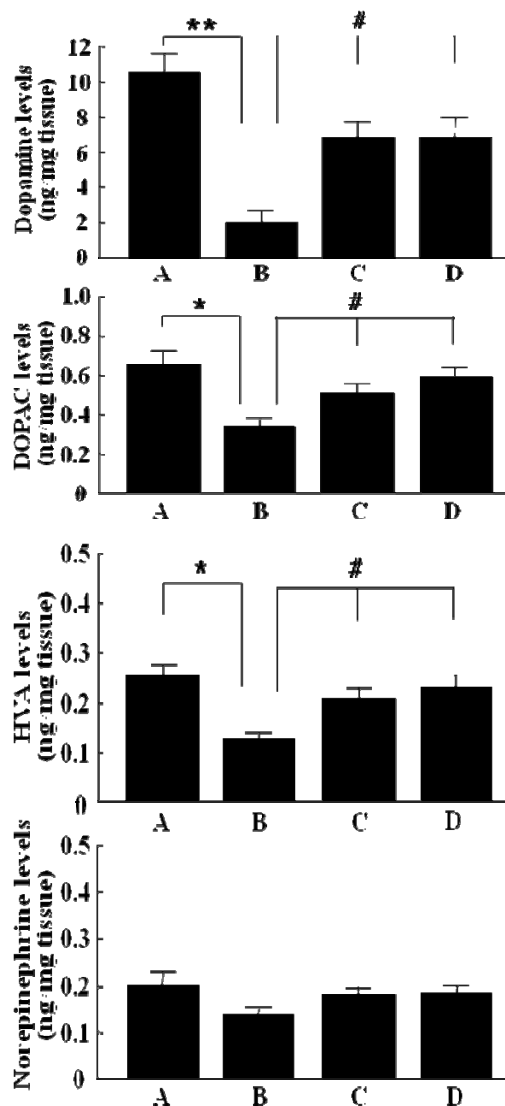 ** #
Dopamine levels
(ng/mg tissue)
12
10
8
6
4
2
0
A B C D
* #
DOPAC levels
(ng/mg tissue)
1.0
0.8
0.6
0.4
0.2
0
A B C D
* #
HVA levels
(ng/mg tissue)
0.5
0.4
0.3
0.2
0.1
0
A B C D
Norepinephrine levels
(ng/mg tissue)
0.5
0.4
0.3
0.2
0.1
0
A B C D